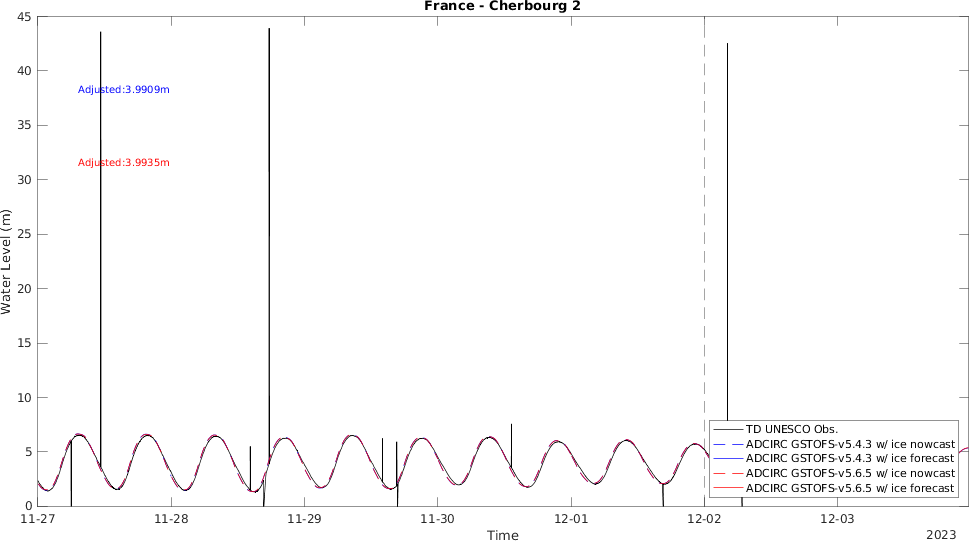 France - Cherbourg 2
45
40
35
30
25
20
15
10
5
0
Water Level (m)
Adjusted:3.9909m
Adjusted:3.9935m
TD UNESCO Obs.
ADCIRC GSTOFS-v5.4.3 w/ ice nowcast
ADCIRC GSTOFS-v5.4.3 w/ ice forecast
ADCIRC GSTOFS-v5.6.5 w/ ice nowcast
ADCIRC GSTOFS-v5.6.5 w/ ice forecast
11-27 11-28 11-29 11-30 12-01 12-02 12-03
Time
2023